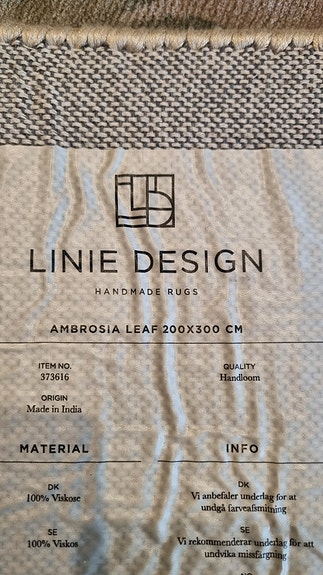 LINIE DESIGN
HANDMADE RUGS
AMBROSIA LEAF 200X300 CM
ITEM NO.
373616
QUALITY
Handloom
ORIGIN
Made in India
MATERIAL
INFO
DK
100% Viskose
DK
Vi anbefaler underlag for at
undgå farveafsmitning
SE
100% Viskos
SE
Vi rekommenderar underlag för att
undvika missfärgning
NO